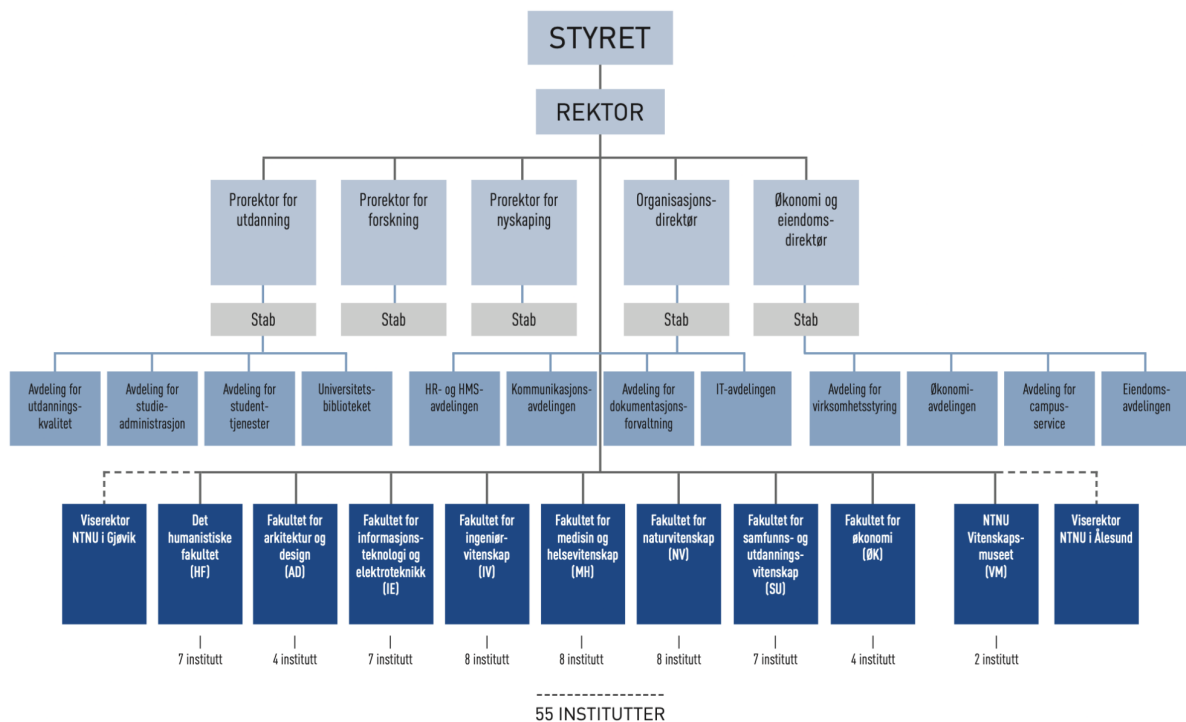 STYRET
REKTOR
Prorektor for
utdanning
Prorektor for
forskning
Prorektor for
nyskaping
Organisasjons-
direktør
Økonomi og
eiendoms-
direktør
Stab
Stab
Stab
Stab
Stab
Avdeling for
utdannings-
kvalitet
Avdeling for
studie-
administrasjon
Avdeling for
student-
tjenester
Universitets-
biblioteket
HR- og HMS-
avdelingen
Kommunikasjons-
avdelingen
Avdeling for
dokumentasjons-
forvaltning
IT-avdelingen
Avdeling for
virksomhetsstyring
Økonomi-
avdelingen
Avdeling for
campus-
service
Eiendoms-
avdelingen
Viserektor
NTNU i Gjøvik
Det
humanistiske
fakultet
(HF)
Fakultet for
arkitektur og
design
(AD)
Fakultet for
informasjons-
teknologi og
elektroteknikk
(IE)
Fakultet for
ingeniør-
vitenskap
(IV)
Fakultet for
medisin og
helsevitenskap
(MH)
Fakultet for
naturvitenskap
(NV)
Fakultet for
samfunns- og
utdannings-
vitenskap
(SU)
Fakultet for
økonomi
(ØK)
NTNU
Vitenskaps-
museet
(VM)
Viserektor
NTNU i Ålesund
7 institutt
4 institutt
7 institutt
8 institutt
8 institutt
8 institutt
7 institutt
4 institutt
2 institutt
55 INSTITUTTER